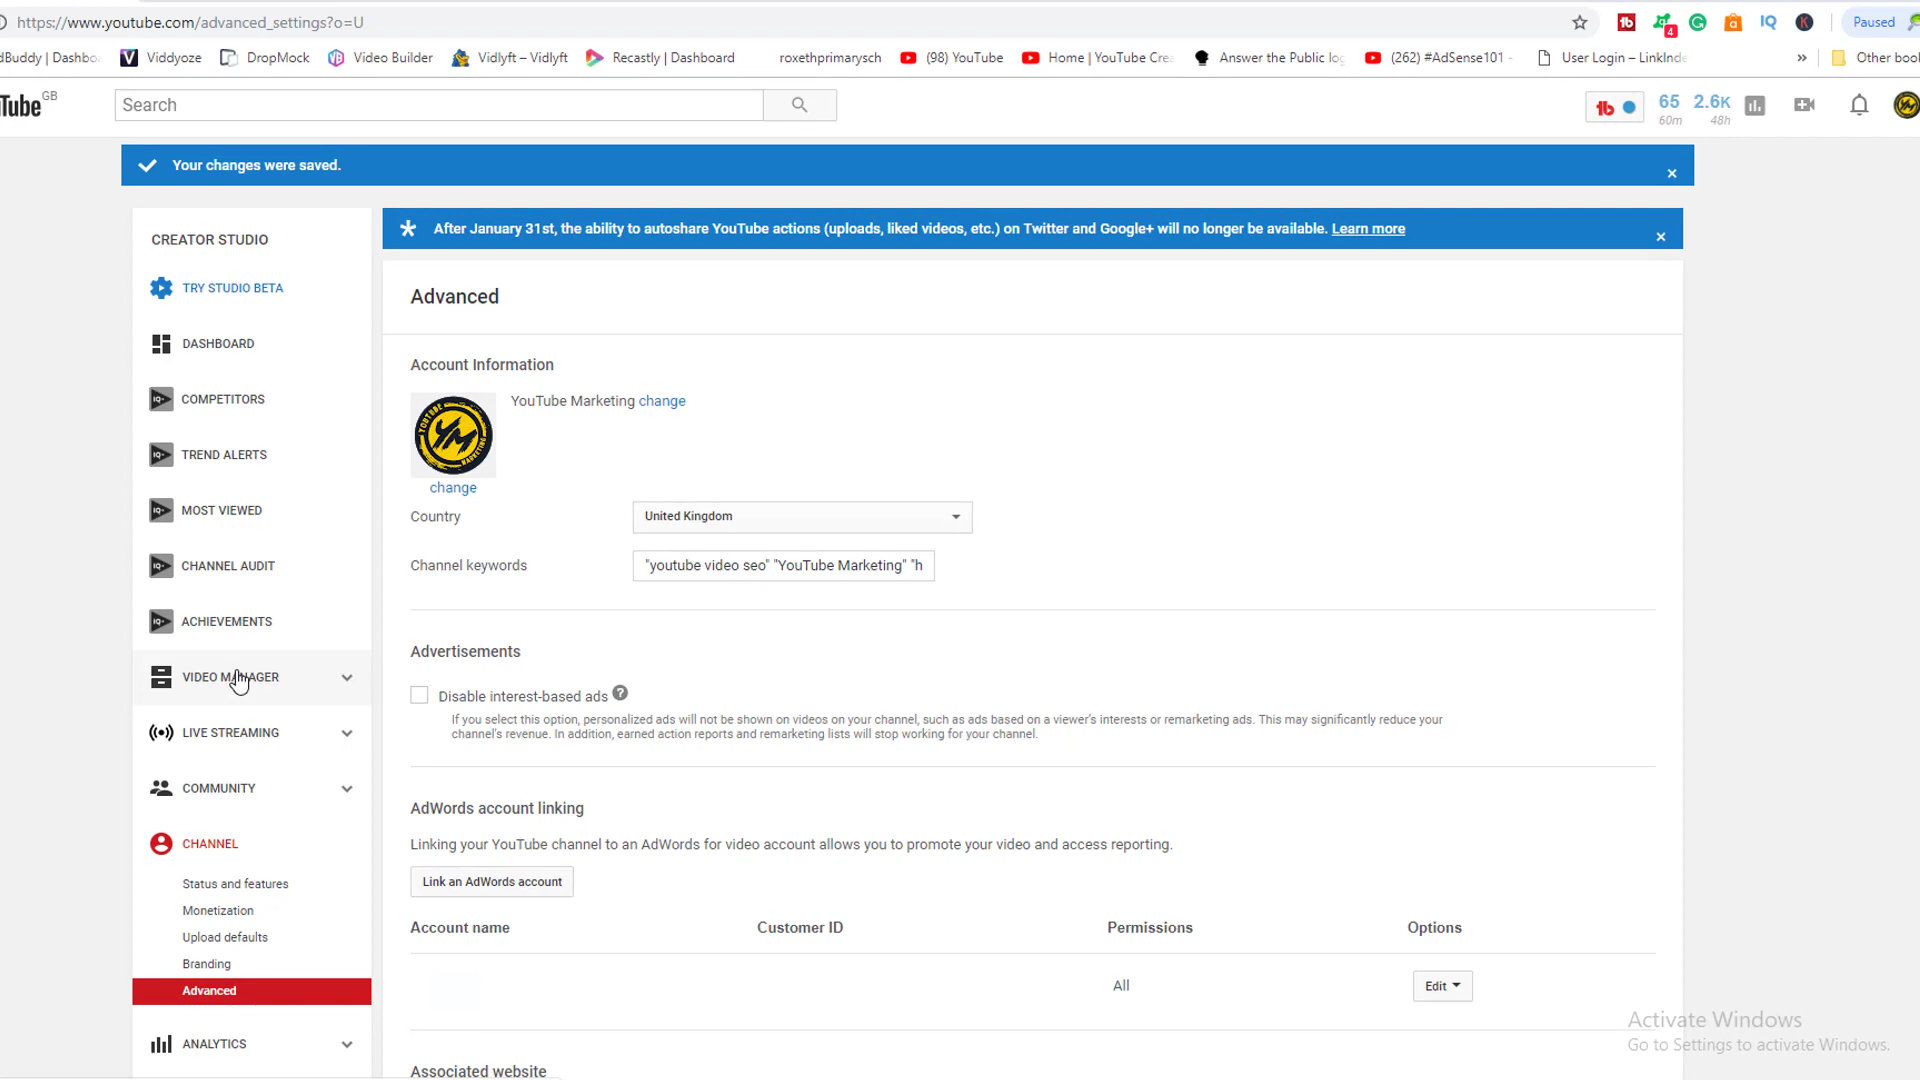 https://www.youtube.com/advanced_settings?o=U
4
Paused
dBuddy | Dashbo
Viddyoze
DropMock
Video Builder
Vidlyft – Vidlyft
Recastly | Dashboard
roxethprimarysch
(98) YouTube
Home | YouTube Crea
Answer the Public log
(262) #AdSense101 -
User Login – LinkInde
»
Other bool
Tube GB
Search
65 2.6K
60m 48h
Your changes were saved.
CREATOR STUDIO
TRY STUDIO BETA
DASHBOARD
COMPETITORS
TREND ALERTS
MOST VIEWED
CHANNEL AUDIT
ACHIEVEMENTS
VIDEO MANAGER
LIVE STREAMING
COMMUNITY
CHANNEL
Status and features
Monetization
Upload defaults
Branding
Advanced
ANALYTICS
After January 31st, the ability to autoshare YouTube actions (uploads, liked videos, etc.) on Twitter and Google+ will no longer be available. Learn more
Advanced
Account Information
YouTube Marketing change
YOUTUBE YM MARKETING
change
Country
United Kingdom
Channel keywords
"youtube video seo" "YouTube Marketing" "h
Advertisements
Disable interest-based ads
If you select this option, personalized ads will not be shown on videos on your channel, such as ads based on a viewer's interests or remarketing ads. This may significantly reduce your
channel's revenue. In addition, earned action reports and remarketing lists will stop working for your channel.
AdWords account linking
Linking your YouTube channel to an AdWords for video account allows you to promote your video and access reporting.
Link an AdWords account
Account name Customer ID Permissions Options
All Edit
Associated website
Activate Windows
Go to Settings to activate Windows.